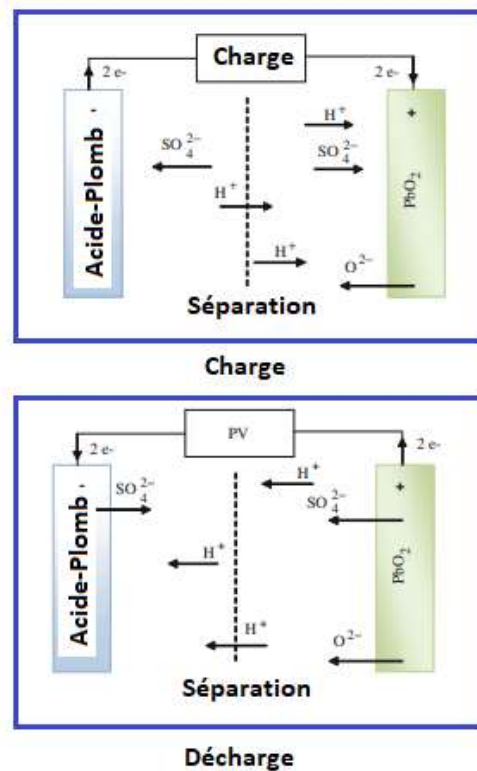 Charge
2 e-
2 e-
Acide-Plomb -
SO₄²⁻
H⁺
H⁺
SO₄²⁻
H⁺
O²⁻
+
PbO₂
Séparation
Charge
PV
2 e-
2 e-
Acide-Plomb -
SO₄²⁻
H⁺
H⁺
H⁺
SO₄²⁻
O²⁻
+
PbO₂
Séparation
Décharge